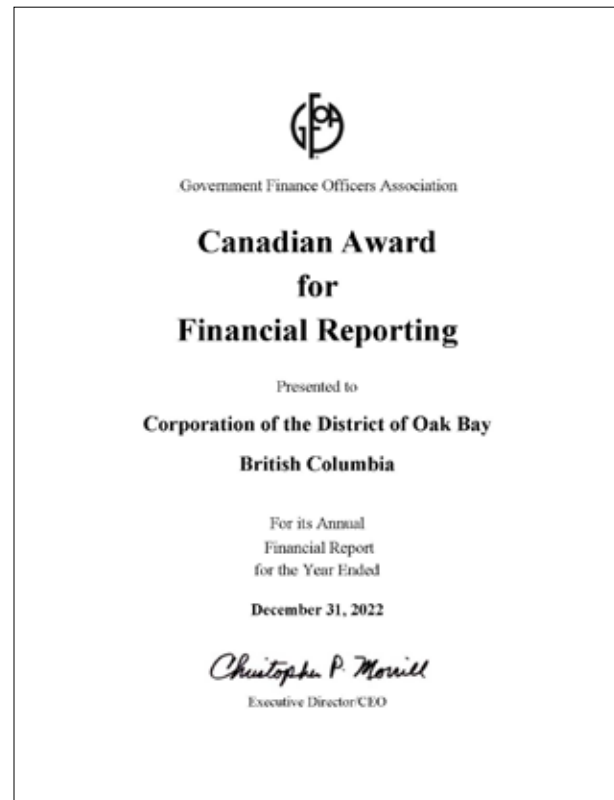 GFOA
Government Finance Officers Association
Canadian Award
for
Financial Reporting
Presented to
Corporation of the District of Oak Bay
British Columbia
For its Annual
Financial Report
for the Year Ended
December 31, 2022
Christopher P. Morrill
Executive Director/CEO